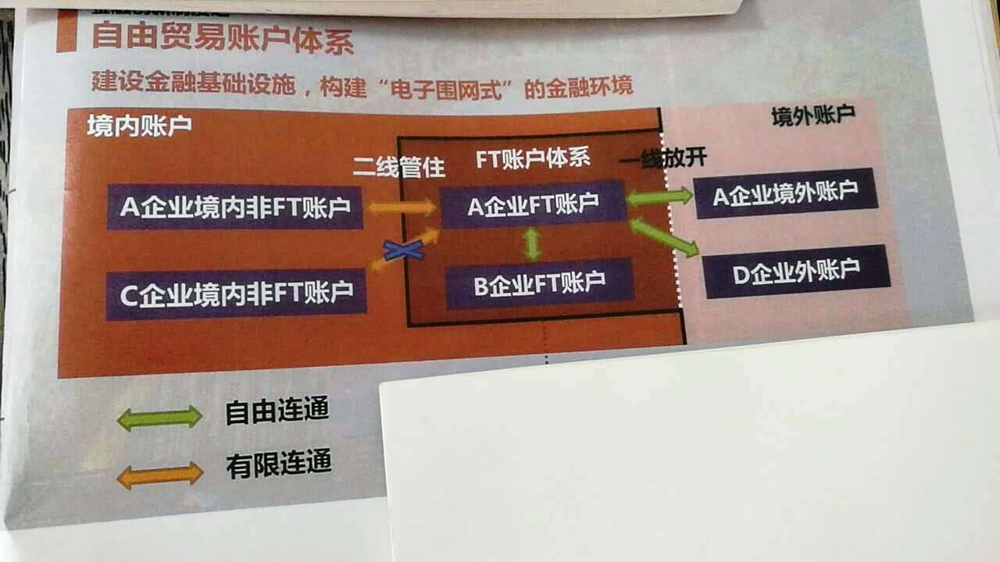 自由贸易账户体系
建设金融基础设施，构建“电子围网式”的金融环境
境内账户
境外账户
二线管住
FT账户体系
一线放开
A企业境内非FT账户
A企业FT账户
A企业境外账户
C企业境内非FT账户
B企业FT账户
D企业外账户
自由连通
有限连通